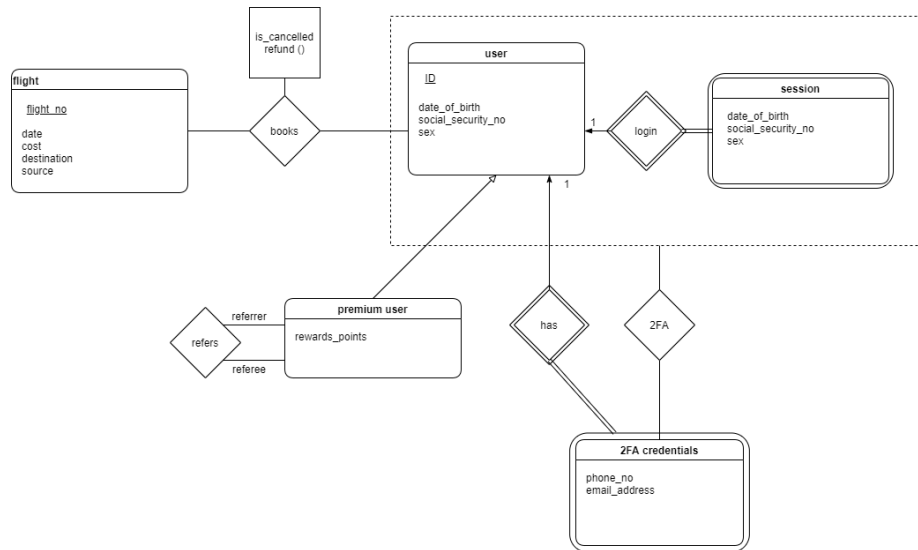 is_cancelled
refund ()
flight
flight_no
date
cost
destination
source
books
user
ID
date_of_birth
social_security_no
sex
1
login
session
date_of_birth
social_security_no
sex
1
referrer
refers
referee
premium user
rewards_points
has
2FA
2FA credentials
phone_no
email_address